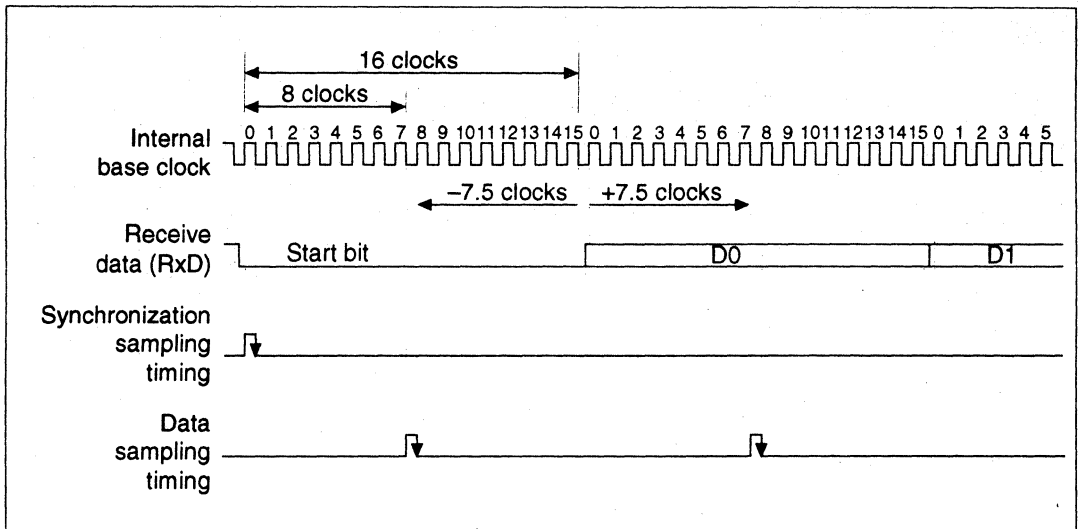 16 clocks
8 clocks
Internal
base clock
0 1 2 3 4 5 6 7 8 9 10 11 12 13 14 15 0 1 2 3 4 5 6 7 8 9 10 11 12 13 14 15 0 1 2 3 4 5
–7.5 clocks +7.5 clocks
Receive
data (RxD)
Start bit D0 D1
Synchronization
sampling
timing
Data
sampling
timing